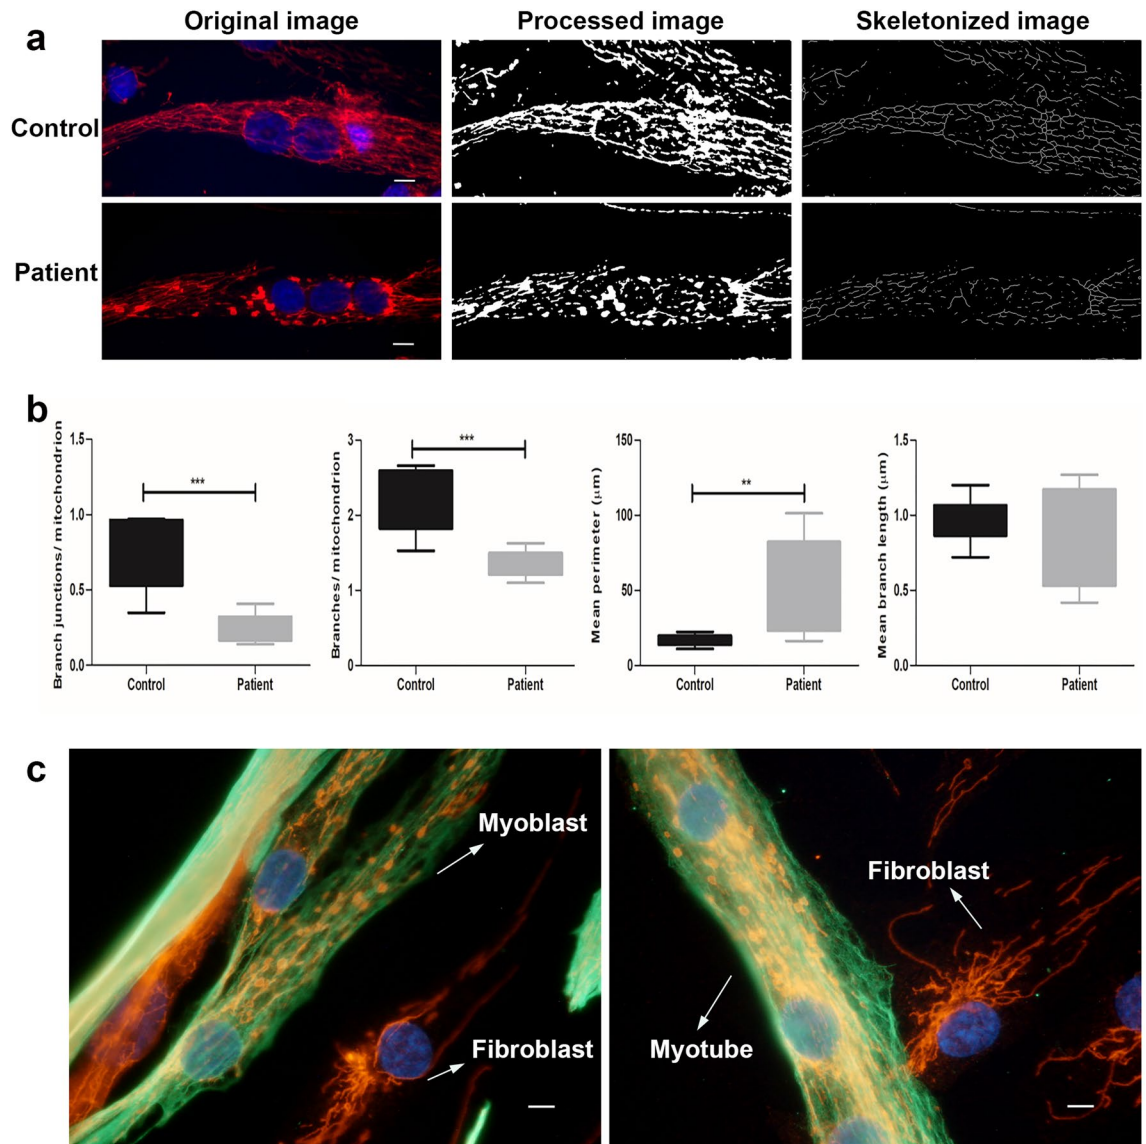 a
Original image
Processed image
Skeletonized image
Control
Patient
b
Branch junctions/ mitochondrion
1.5
1.0
0.5
0.0
***
Control
Patient
Branches/ mitochondrion
3
2
1
0
***
Control
Patient
Mean perimeter (µm)
150
100
50
0
**
Control
Patient
Mean branch length (µm)
1.5
1.0
0.5
0.0
Control
Patient
c
Myoblast
Fibroblast
Fibroblast
Myotube